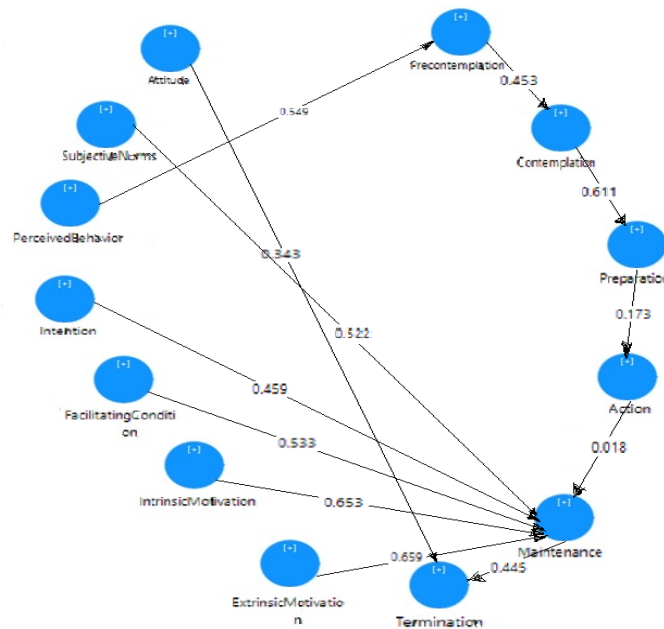 [+]
Attitude
[+]
Precontemplation
0.453
[+]
SubjectiveNorms
0.549
[+]
Contemplation
0.611
[+]
PerceivedBehavior
0.343
[+]
Preparation
0.173
[+]
Intention
0.522
[+]
FacilitatingConditi
on
0.459
[+]
Action
0.533
0.018
[+]
IntrinsicMotivation
0.653
[+]
Maintenance
[+]
ExtrinsicMotivatio
n
0.659
0.445
[+]
Termination